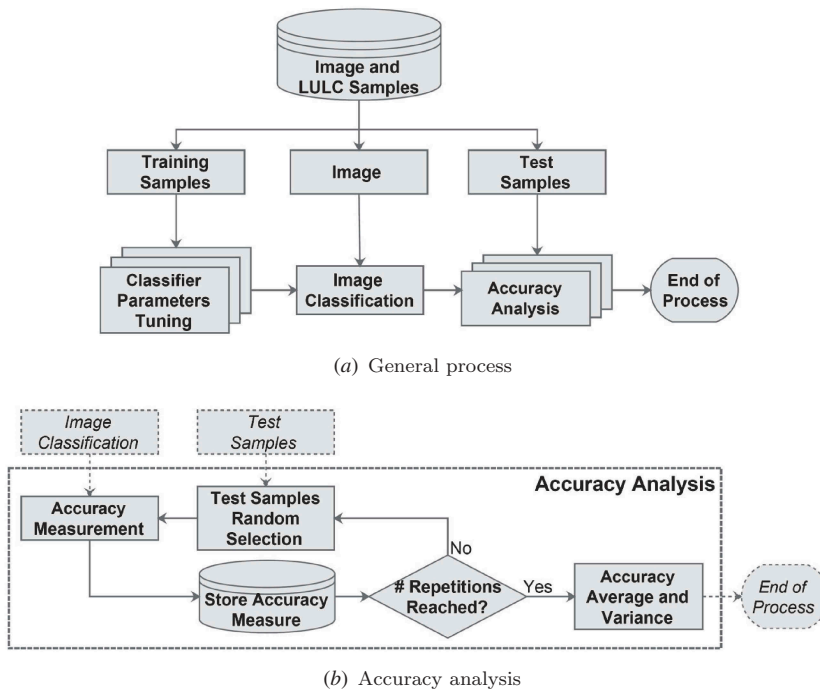 Image and
LULC Samples
Training
Samples
Image
Test
Samples
Classifier
Parameters
Tuning
Image
Classification
Accuracy
Analysis
End of
Process
(a) General process
Image
Classification
Test
Samples
Accuracy Analysis
Accuracy
Measurement
Test Samples
Random
Selection
No
Store Accuracy
Measure
# Repetitions
Reached?
Yes
Accuracy
Average and
Variance
End of
Process
(b) Accuracy analysis